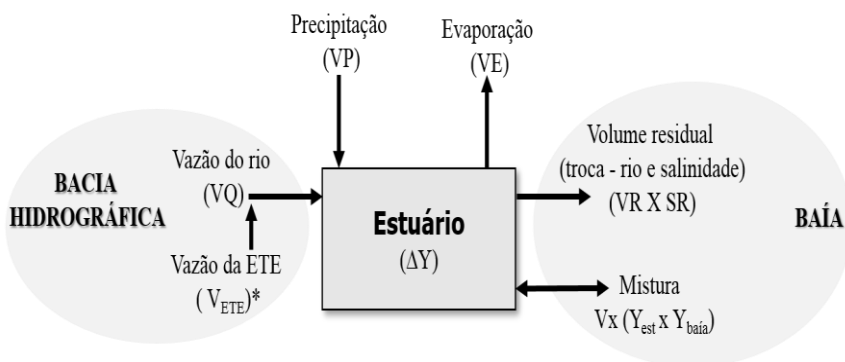 Precipitação
(VP)
Evaporação
(VE)
BACIA
HIDROGRÁFICA
Vazão do rio
(VQ)
Vazão da ETE
( VETE)*
Estuário
(ΔY)
Volume residual
(troca - rio e salinidade)
(VR X SR)
BAÍA
Mistura
Vx (Yest x Ybaía)